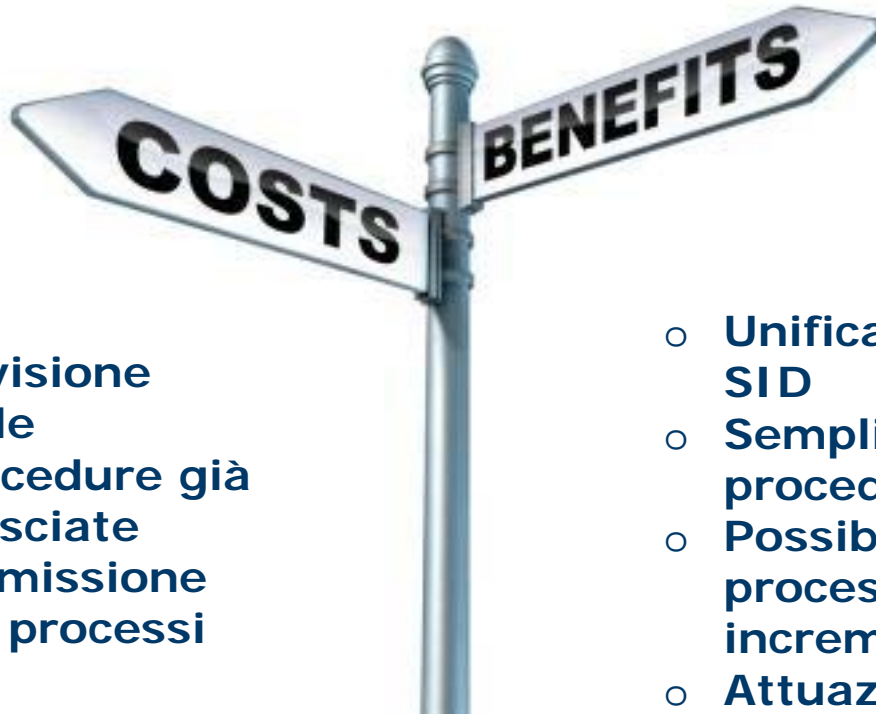 COSTS
BENEFITS
visione
le
cedure già
sciate
missione
processi
o Unifica
SID
o Sempli
proced
o Possib
proces
increm
o Attuaz